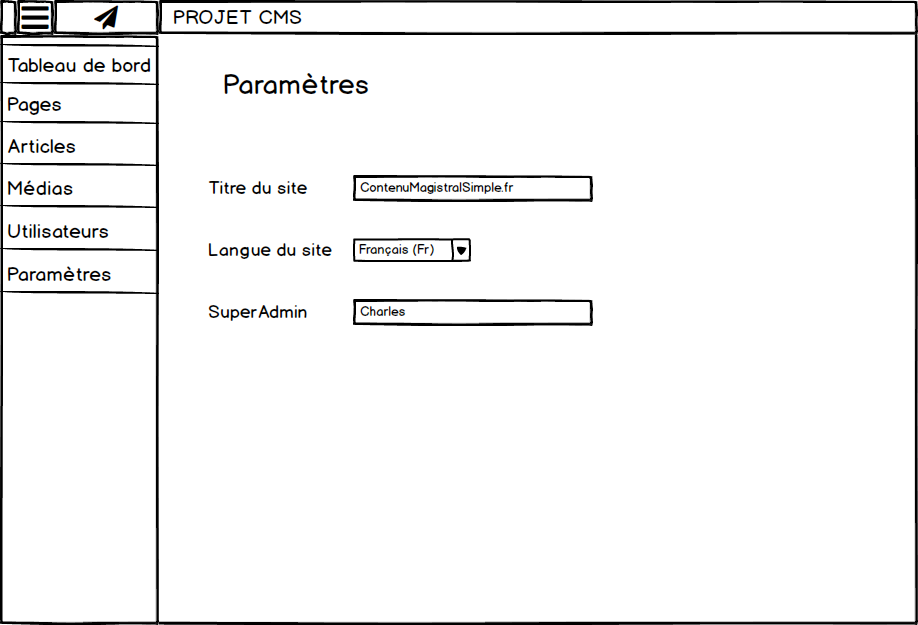 PROJET CMS
Tableau de bord
Pages
Articles
Médias
Utilisateurs
Paramètres
Paramètres
Titre du site
ContenuMagistralSimple.fr
Langue du site
Français (Fr)
SuperAdmin
Charles